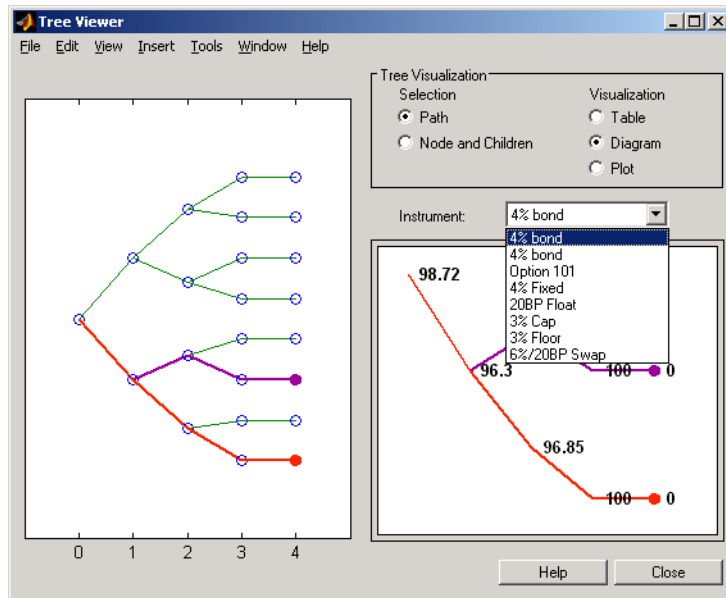 Tree Viewer
File Edit View Insert Tools Window Help
Tree Visualization
Selection Visualization
Path Table
Node and Children Diagram
Plot
Instrument: 4% bond
4% bond
4% bond
Option 101
4% Fixed
20BP Float
3% Cap
3% Floor
6%/20BP Swap
98.72
96.3
100 0
96.85
100 0
0 1 2 3 4
Help Close